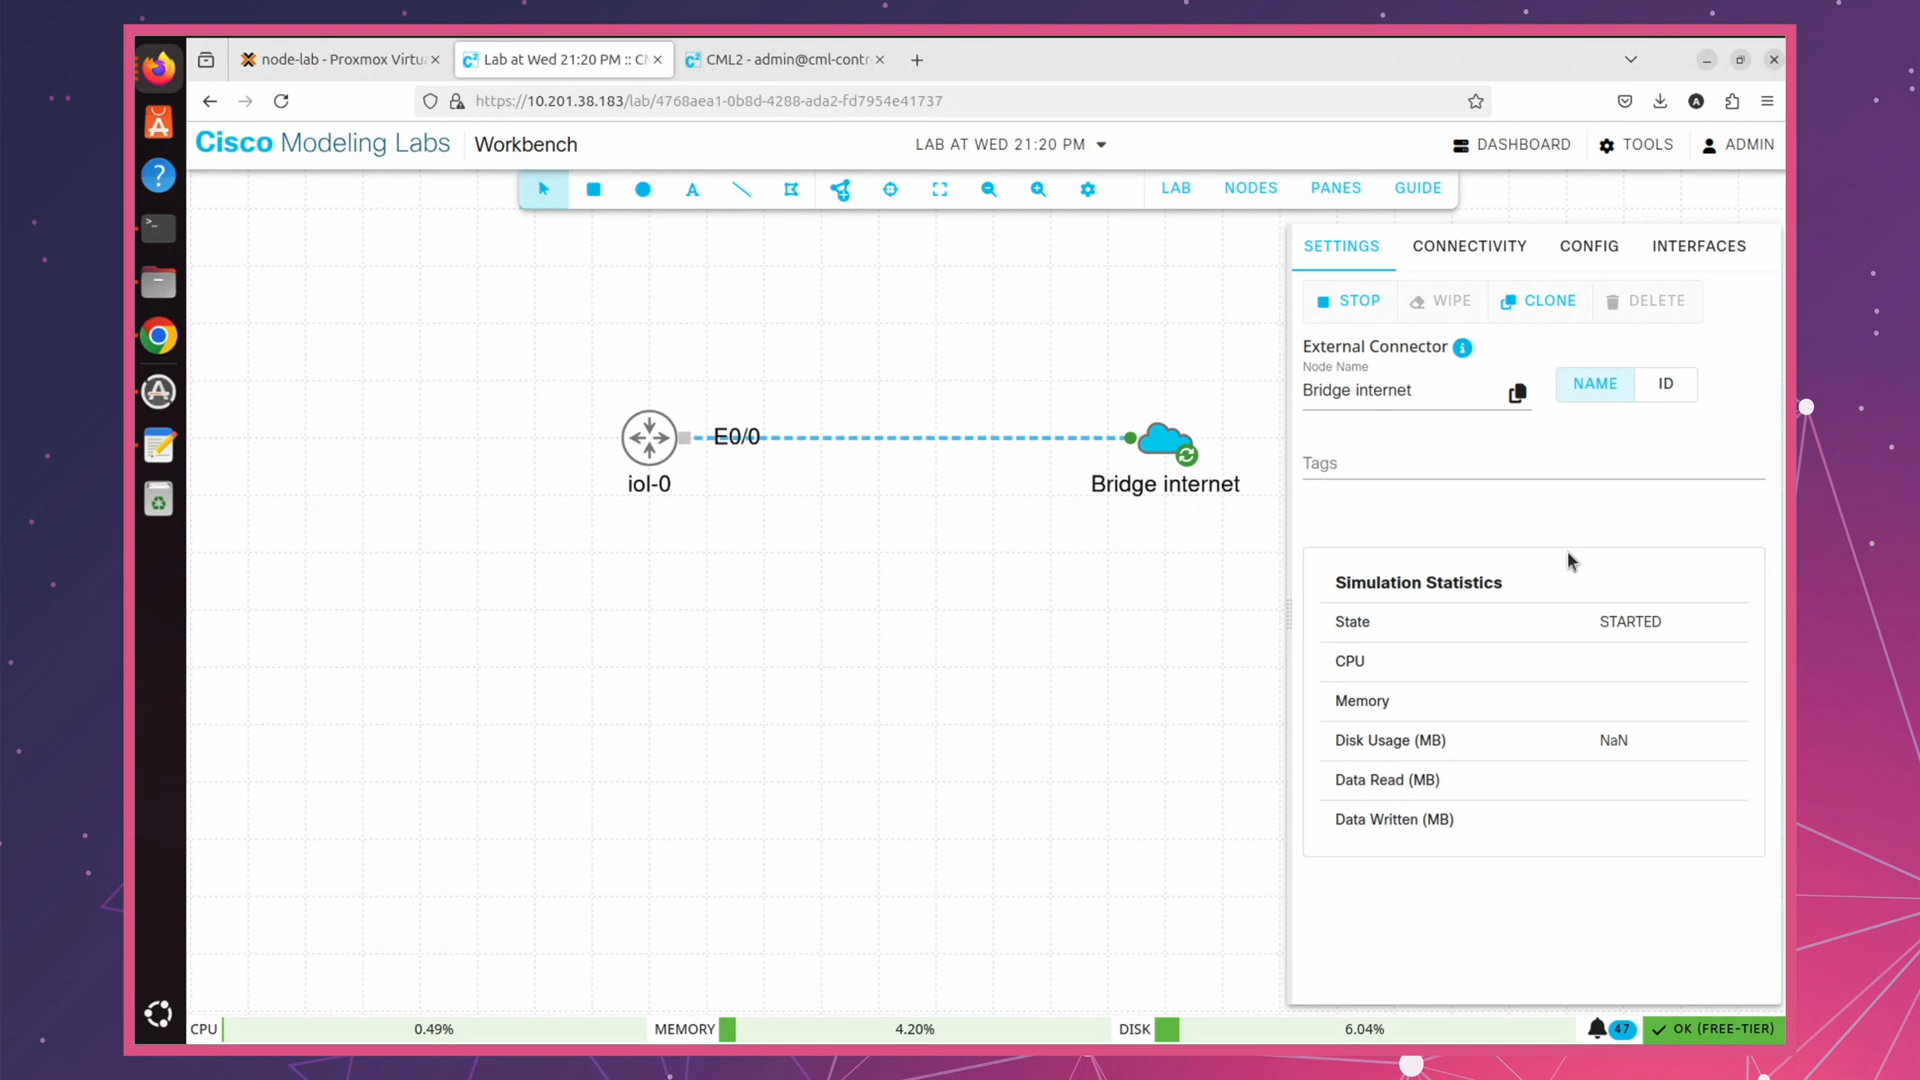 node-lab - Proxmox Virtu
Lab at Wed 21:20 PM :: CM
CML2 - admin@cml-contr
https://10.201.38.183/lab/4768aea1-0b8d-4288-ada2-fd7954e41737
Cisco Modeling Labs
Workbench
LAB AT WED 21:20 PM
DASHBOARD
TOOLS
ADMIN
A
LAB
NODES
PANES
GUIDE
SETTINGS
CONNECTIVITY
CONFIG
INTERFACES
STOP
WIPE
CLONE
DELETE
External Connector
Node Name
Bridge internet
NAME
ID
Tags
E0/0
iol-0
Bridge internet
Simulation Statistics
State STARTED
CPU
Memory
Disk Usage (MB) NaN
Data Read (MB)
Data Written (MB)
CPU 0.49%
MEMORY 4.20%
DISK 6.04%
47
OK (FREE-TIER)